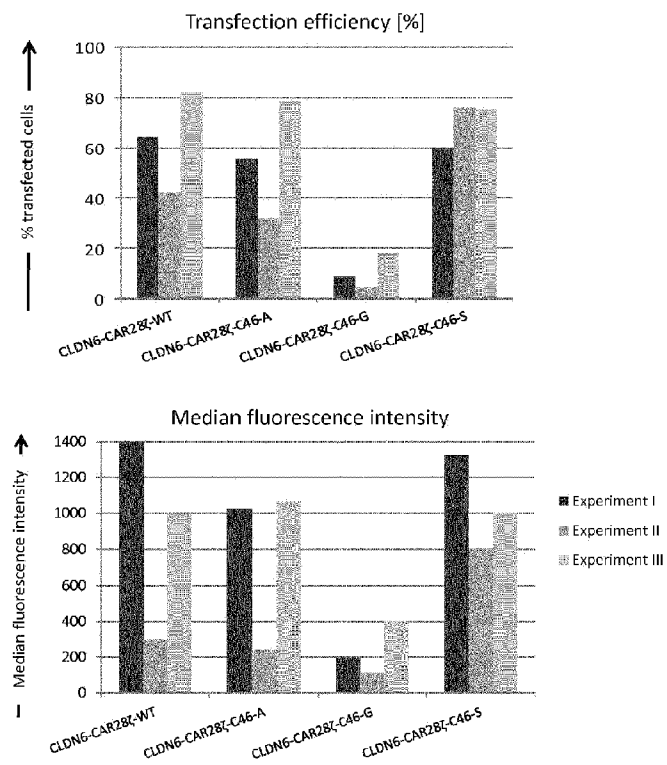 Transfection efficiency [%]
% transfected cells
100
80
60
40
20
0
CLDN6-CAR28ζ-WT
CLDN6-CAR28ζ-C46-A
CLDN6-CAR28ζ-C46-G
CLDN6-CAR28ζ-C46-S
Median fluorescence intensity
Median fluorescence intensity
1400
1200
1000
800
600
400
200
0
CLDN6-CAR28ζ-WT
CLDN6-CAR28ζ-C46-A
CLDN6-CAR28ζ-C46-G
CLDN6-CAR28ζ-C46-S
Experiment I
Experiment II
Experiment III